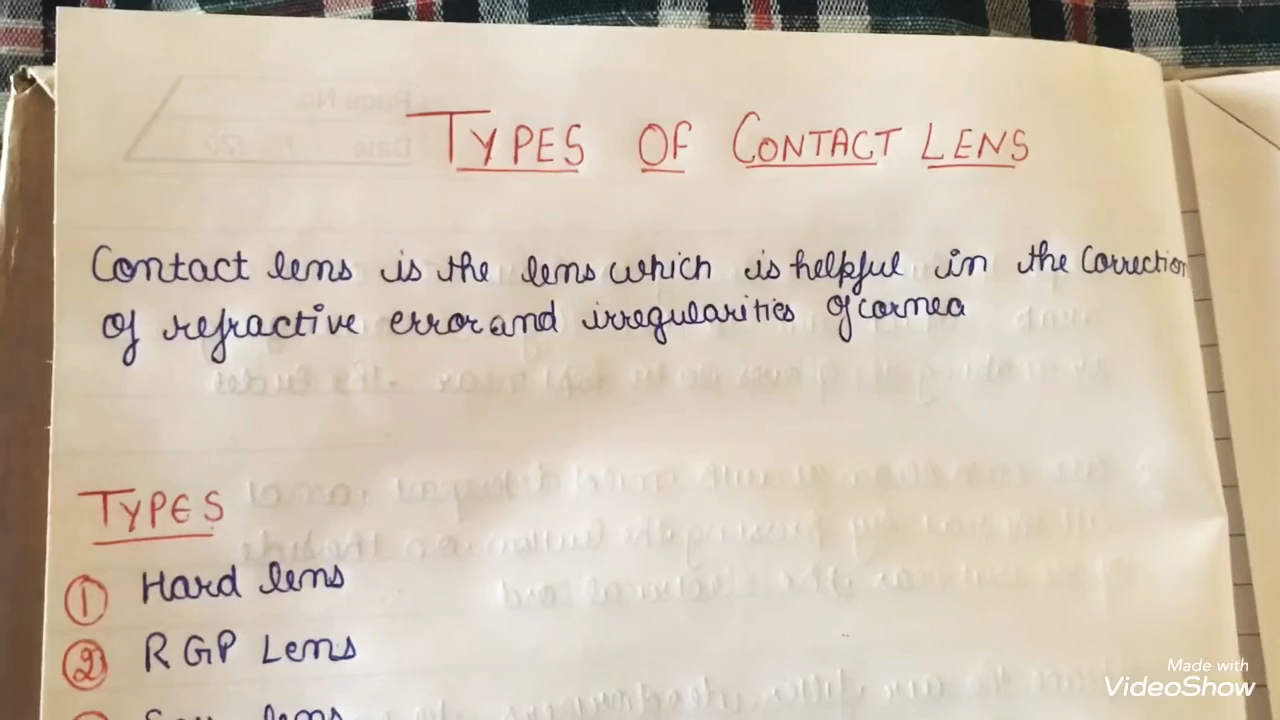 TYPES OF CONTACT LENS
Contact lens is the lens which is helpful in the correction
of refractive error and irregularities of cornea
TYPES
① Hard lens
② RGP Lens
lens
Made with
VideoShow